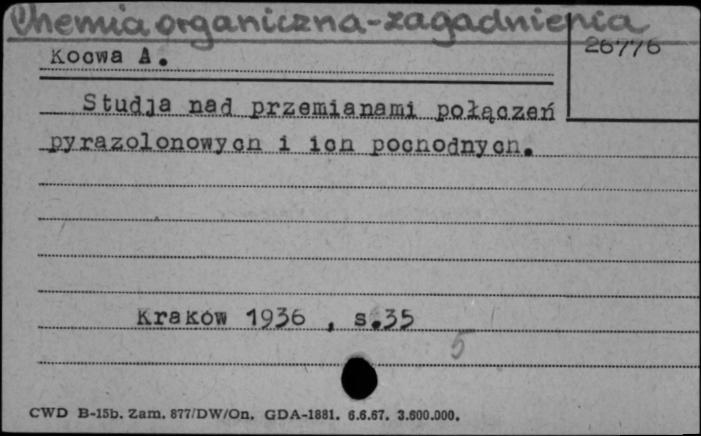 Chemia organiczna-zagadnienia
26776
Kocwa A.
Studja nad przemianami połączeń
pyrazolonowych i ich pochodnych.
Kraków 1936 , s.35
5
CWD B-15b. Zam. 877/DW/On. GDA-1881. 6.6.67. 3.600.000.